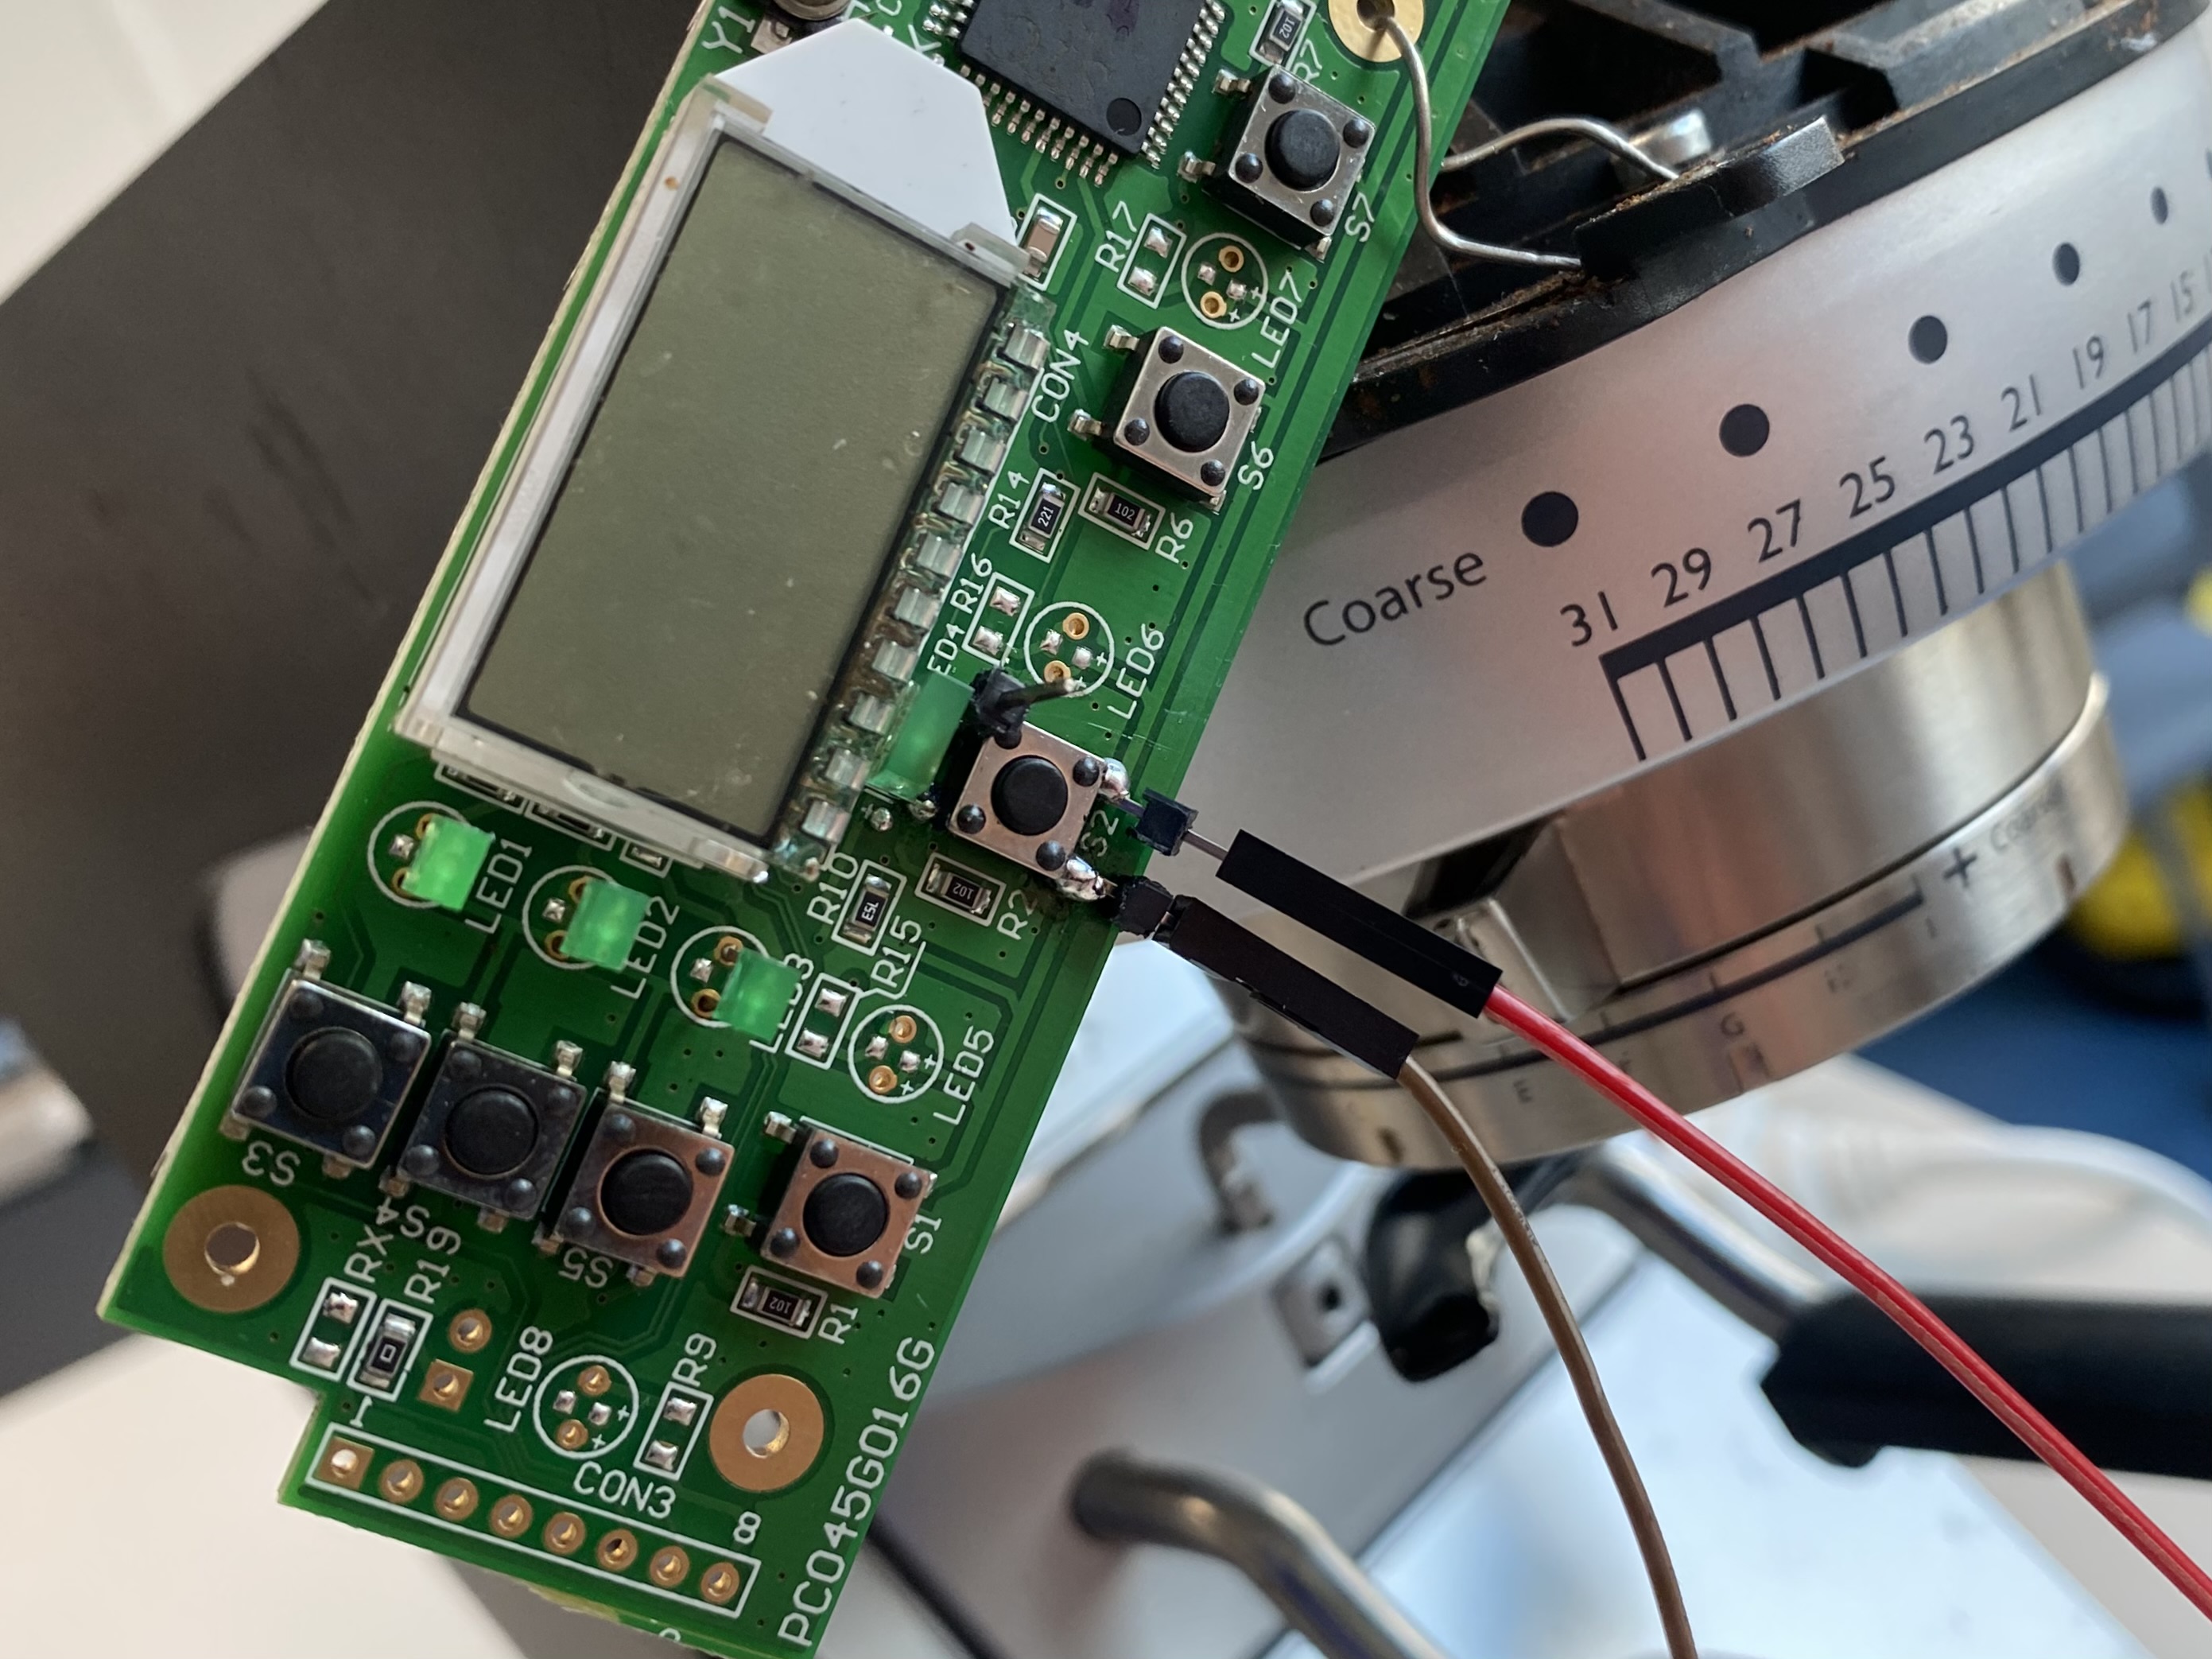 Y1
201
R7
S7
R17
LED7
CON4
S6
R14
221
102
R6
R16
ED4
LED6
S2
LED1
LED2
R10
102
R2
R15
LED5
S3
S4
S5
S1
RX
R19
102
R1
LED8
R9
1
CON3
8
PC045G016G
Coarse
31 29 27 25 23 21 19 17 15
+
Coarse